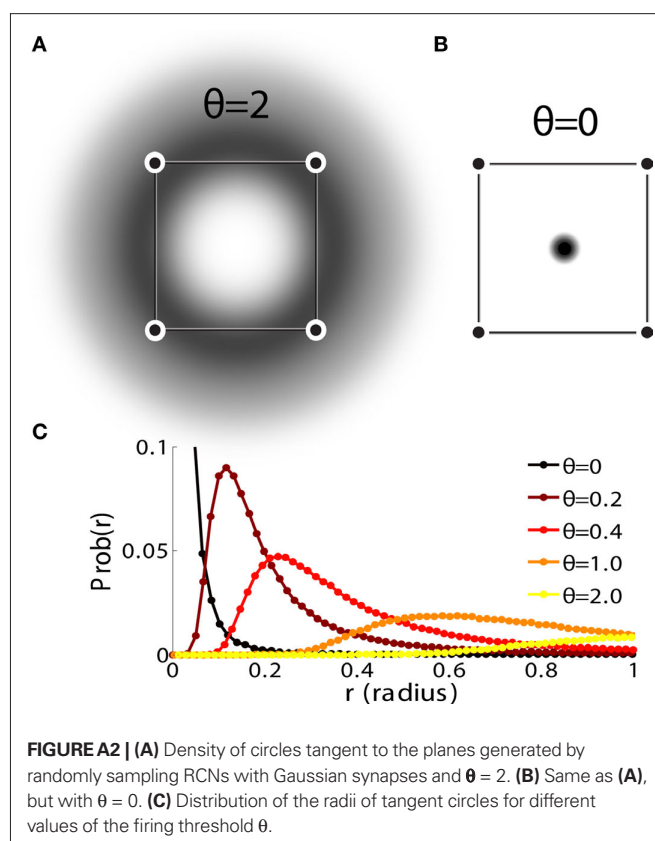 A
B
θ=2
θ=0
C
0.1
0.05
0
Prob(r)
0
0.2
0.4
0.6
0.8
1
r (radius)
θ=0
θ=0.2
θ=0.4
θ=1.0
θ=2.0
FIGURE A2 | (A) Density of circles tangent to the planes generated by
randomly sampling RCNs with Gaussian synapses and θ = 2. (B) Same as (A),
but with θ = 0. (C) Distribution of the radii of tangent circles for different
values of the firing threshold θ.